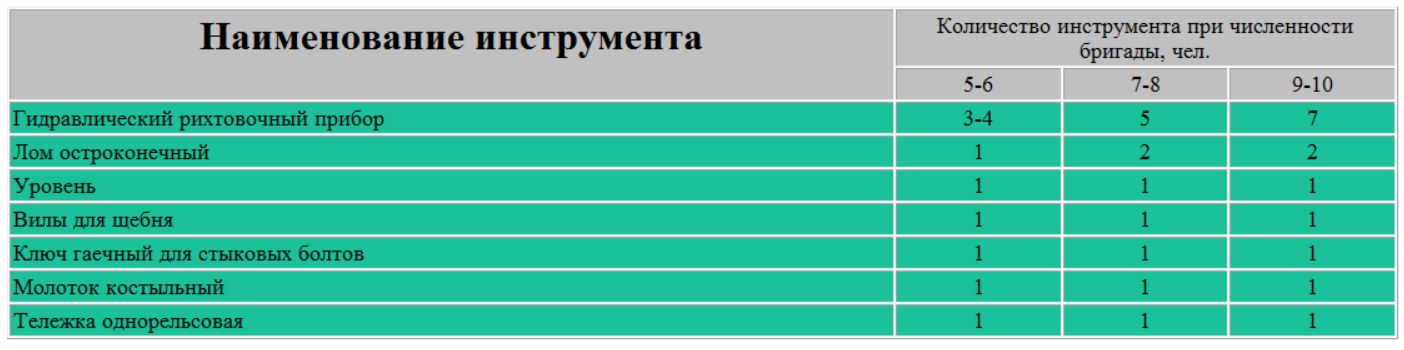 Наименование инструмента
Количество инструмента при численности
бригады, чел.
5-6 7-8 9-10
Гидравлический рихтовочный прибор 3-4 5 7
Лом остроконечный 1 2 2
Уровень 1 1 1
Вилы для щебня 1 1 1
Ключ гаечный для стыковых болтов 1 1 1
Молоток костыльный 1 1 1
Тележка однорельсовая 1 1 1